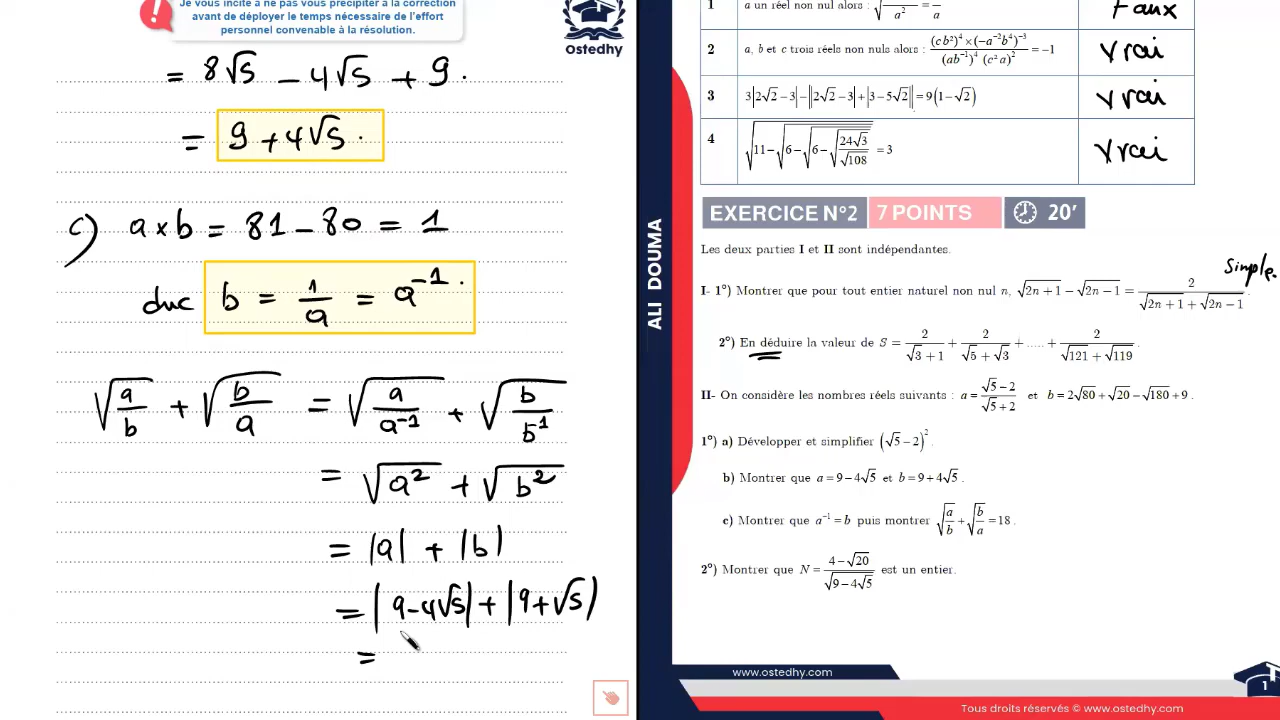 Je vous incite à ne pas vous précipiter à la correction
avant de déployer le temps nécessaire de l'effort
personnel convenable à la résolution.
Ostedhy
= 8√5 − 4√5 + 9.
= 9 + 4√5.
c) a × b = 81 − 80 = 1
duc b = 1/a = a⁻¹.
√(a/b) + √(b/a) = √(a/a⁻¹) + √(b/b⁻¹)
= √a² + √b²
= |a| + |b|
= |9 − 4√5| + |9 + √5|
=
ALI DOUMA
1 a un réel non nul alors : Faux
2 a, b et c trois réels non nuls alors : (cb²)⁴ × (−a⁻²b⁴)⁻³ / (ab⁻¹)⁴ (c²a)² = −1 Vrai
3 3|2√2 − 3| − ||2√2 − 3| + |3 − 5√2|| = 9(1 − √2) Vrai
4 √(11 − √(6 − √(6 − √(24√3/√108)))) = 3 Vrai
EXERCICE N°2 7 POINTS 20'
Les deux parties I et II sont indépendantes.
Simple.
I- 1°) Montrer que pour tout entier naturel non nul n, √(2n+1) − √(2n−1) = 2/(√(2n+1) + √(2n−1)).
2°) En déduire la valeur de S = 2/(√3+1) + 2/(√5+√3) + ..... + 2/(√121+√119).
II- On considère les nombres réels suivants : a = (√5−2)/(√5+2) et b = 2√80 + √20 − √180 + 9.
1°) a) Développer et simplifier (√5 − 2)².
b) Montrer que a = 9 − 4√5 et b = 9 + 4√5.
c) Montrer que a⁻¹ = b puis montrer √(a/b) + √(b/a) = 18.
2°) Montrer que N = (4 − √20)/√(9 − 4√5) est un entier.
www.ostedhy.com
1
Tous droits réservés © www.ostedhy.com